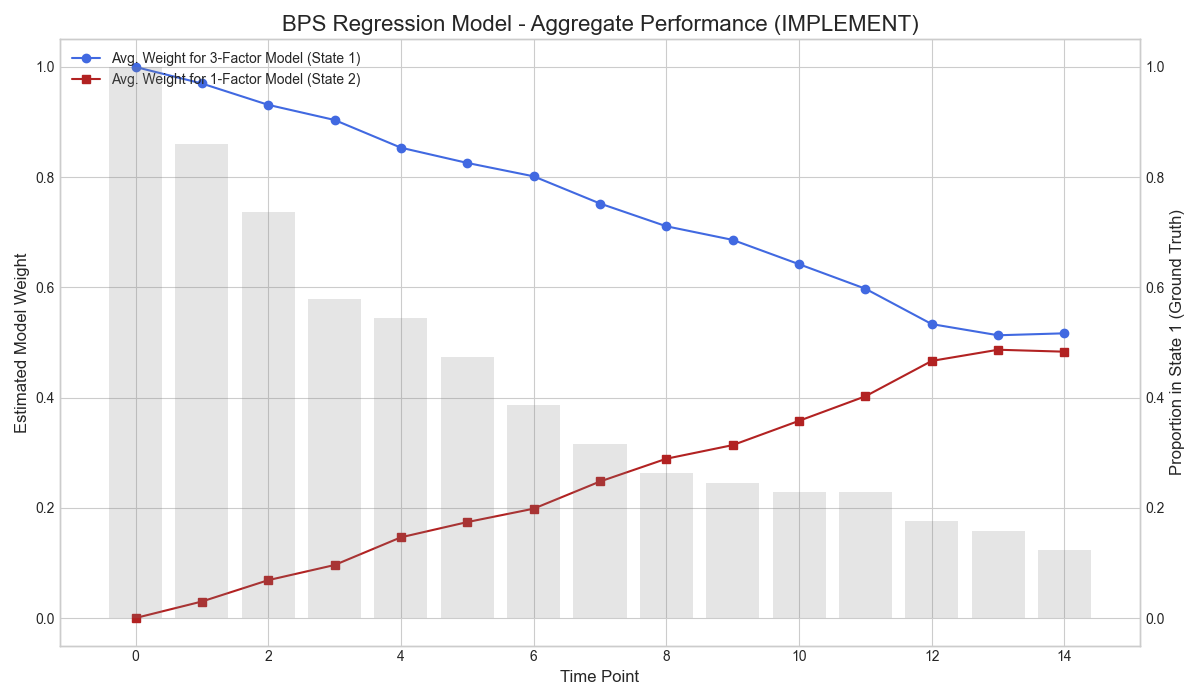 BPS Regression Model - Aggregate Performance (IMPLEMENT)
Avg. Weight for 3-Factor Model (State 1)
Avg. Weight for 1-Factor Model (State 2)
Estimated Model Weight
1.0
0.8
0.6
0.4
0.2
0.0
1.0
0.8
0.6
0.4
0.2
0.0
Proportion in State 1 (Ground Truth)
0 2 4 6 8 10 12 14
Time Point